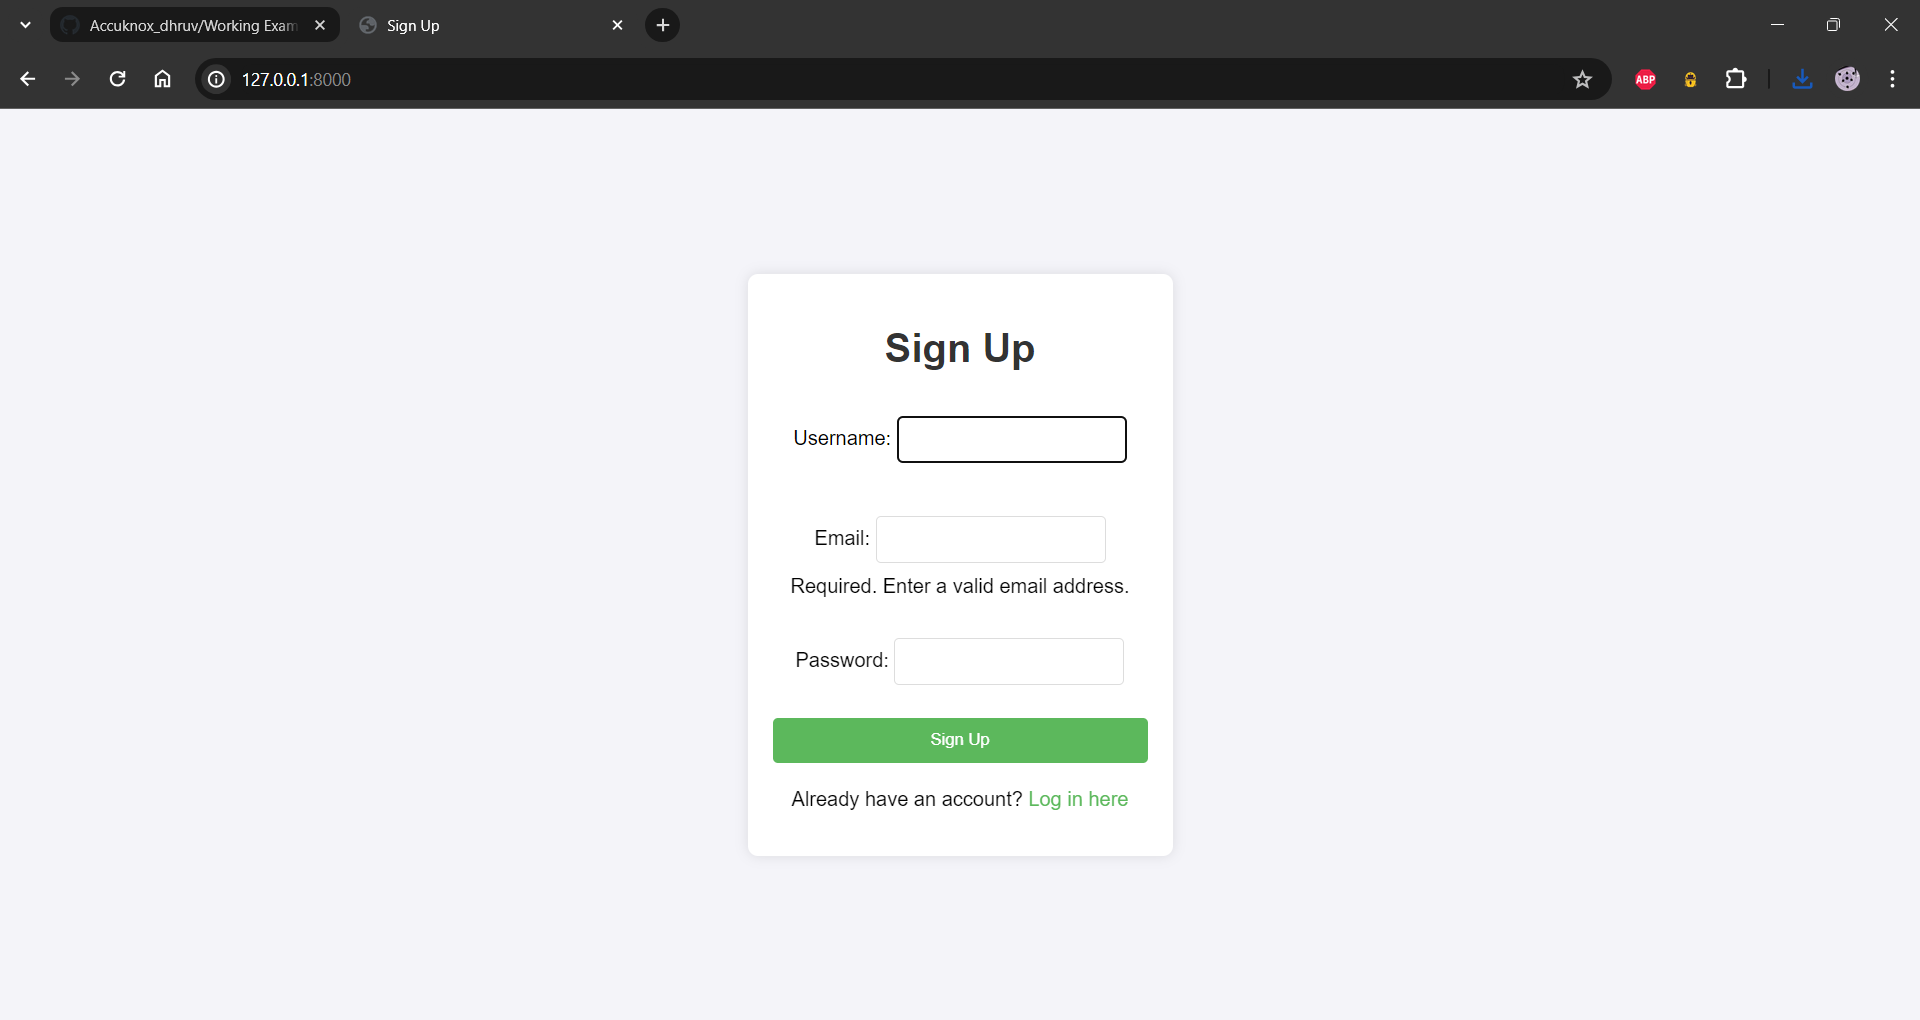 Accuknox_dhruv/Working Exam
Sign Up
127.0.0.1:8000
ABP
Sign Up
Username:
Email:
Required. Enter a valid email address.
Password:
Sign Up
Already have an account? Log in here